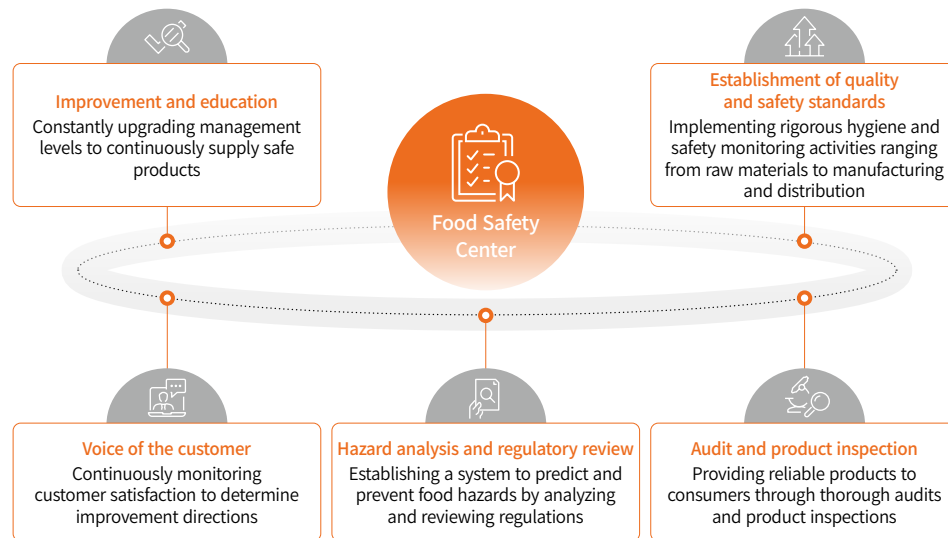 Improvement and education
Constantly upgrading management
levels to continuously supply safe
products
Establishment of quality
and safety standards
Implementing rigorous hygiene and
safety monitoring activities ranging
from raw materials to manufacturing
and distribution
Food Safety
Center
Voice of the customer
Continuously monitoring
customer satisfaction to determine
improvement directions
Hazard analysis and regulatory review
Establishing a system to predict and
prevent food hazards by analyzing
and reviewing regulations
Audit and product inspection
Providing reliable products to
consumers through thorough audits
and product inspections